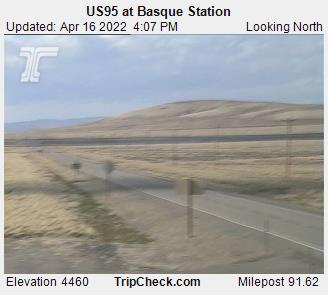 US95 at Basque Station
Updated: Apr 16 2022 4:07 PM Looking North
Elevation 4460 TripCheck.com Milepost 91.62